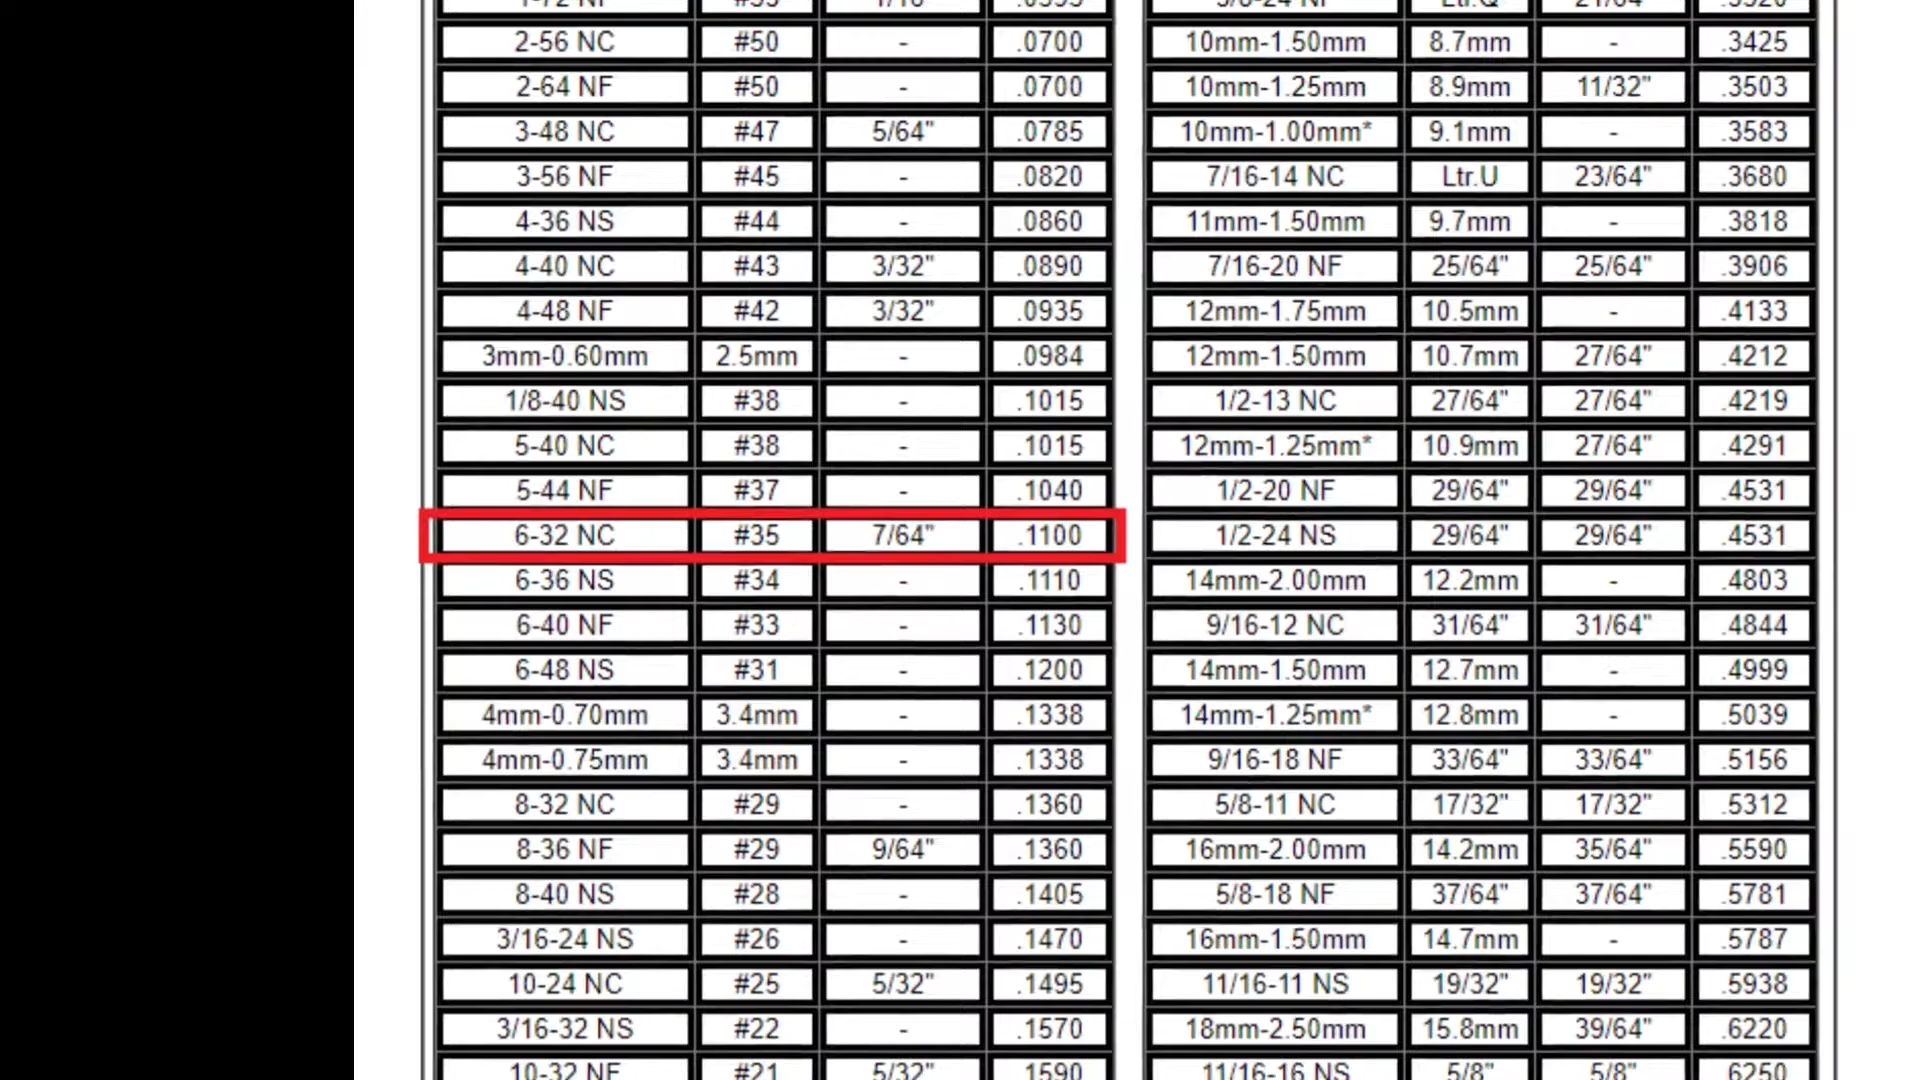 1-72 NF #53 1/16" .0595 3/8-24 NF Ltr.Q 21/64" .3320
2-56 NC #50 - .0700 10mm-1.50mm 8.7mm - .3425
2-64 NF #50 - .0700 10mm-1.25mm 8.9mm 11/32" .3503
3-48 NC #47 5/64" .0785 10mm-1.00mm* 9.1mm - .3583
3-56 NF #45 - .0820 7/16-14 NC Ltr.U 23/64" .3680
4-36 NS #44 - .0860 11mm-1.50mm 9.7mm - .3818
4-40 NC #43 3/32" .0890 7/16-20 NF 25/64" 25/64" .3906
4-48 NF #42 3/32" .0935 12mm-1.75mm 10.5mm - .4133
3mm-0.60mm 2.5mm - .0984 12mm-1.50mm 10.7mm 27/64" .4212
1/8-40 NS #38 - .1015 1/2-13 NC 27/64" 27/64" .4219
5-40 NC #38 - .1015 12mm-1.25mm* 10.9mm 27/64" .4291
5-44 NF #37 - .1040 1/2-20 NF 29/64" 29/64" .4531
6-32 NC #35 7/64" .1100 1/2-24 NS 29/64" 29/64" .4531
6-36 NS #34 - .1110 14mm-2.00mm 12.2mm - .4803
6-40 NF #33 - .1130 9/16-12 NC 31/64" 31/64" .4844
6-48 NS #31 - .1200 14mm-1.50mm 12.7mm - .4999
4mm-0.70mm 3.4mm - .1338 14mm-1.25mm* 12.8mm - .5039
4mm-0.75mm 3.4mm - .1338 9/16-18 NF 33/64" 33/64" .5156
8-32 NC #29 - .1360 5/8-11 NC 17/32" 17/32" .5312
8-36 NF #29 9/64" .1360 16mm-2.00mm 14.2mm 35/64" .5590
8-40 NS #28 - .1405 5/8-18 NF 37/64" 37/64" .5781
3/16-24 NS #26 - .1470 16mm-1.50mm 14.7mm - .5787
10-24 NC #25 5/32" .1495 11/16-11 NS 19/32" 19/32" .5938
3/16-32 NS #22 - .1570 18mm-2.50mm 15.8mm 39/64" .6220
10-32 NF #21 5/32" .1590 11/16-16 NS 5/8" 5/8" .6250